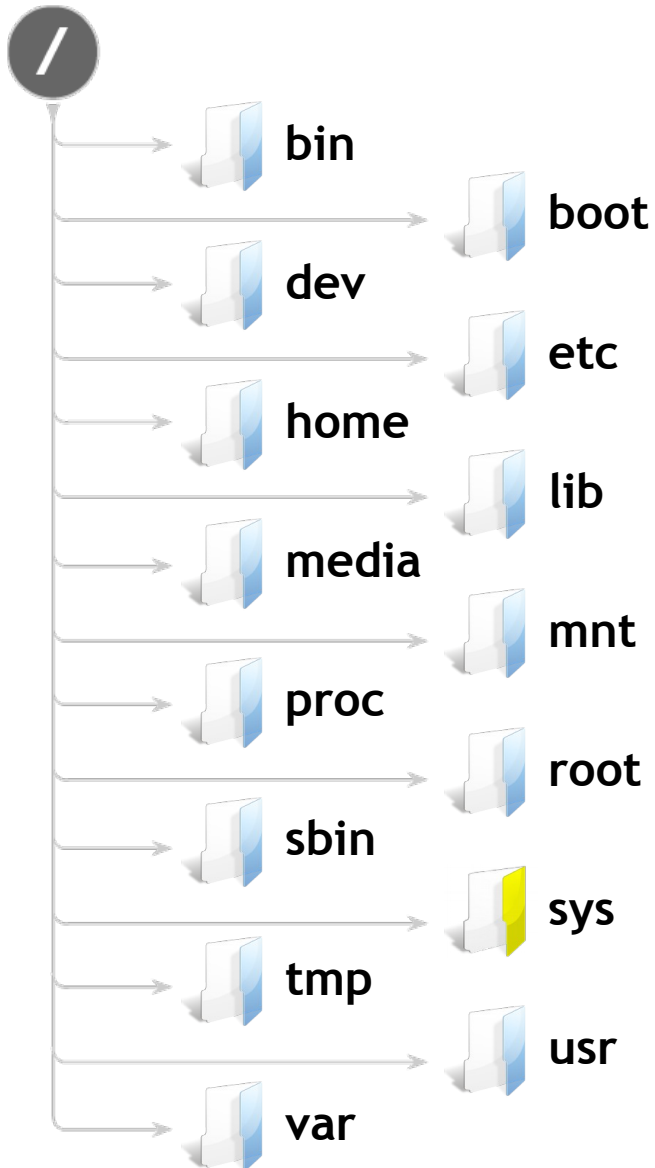 /
bin
boot
dev
etc
home
lib
media
mnt
proc
root
sbin
sys
tmp
usr
var